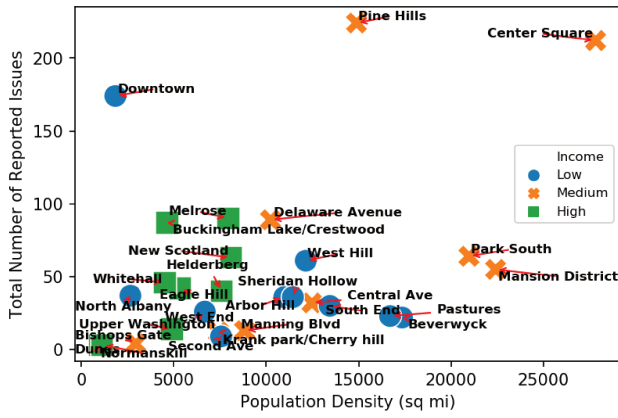 Total Number of Reported Issues
200
150
100
50
0
Pine Hills
Center Square
Downtown
Income
Low
Medium
High
Melrose
Delaware Avenue
Buckingham Lake/Crestwood
New Scotland
West Hill
Park South
Helderberg
Mansion District
Whitehall
Sheridan Hollow
Eagle Hill
Central Ave
North Albany
Arbor Hill
South End
Pastures
West End
Upper Washington
Manning Blvd
Beverwyck
Bishops Gate
Krank park/Cherry hill
Dunes
Second Ave
Normanskill
0
5000
10000
15000
20000
25000
Population Density (sq mi)